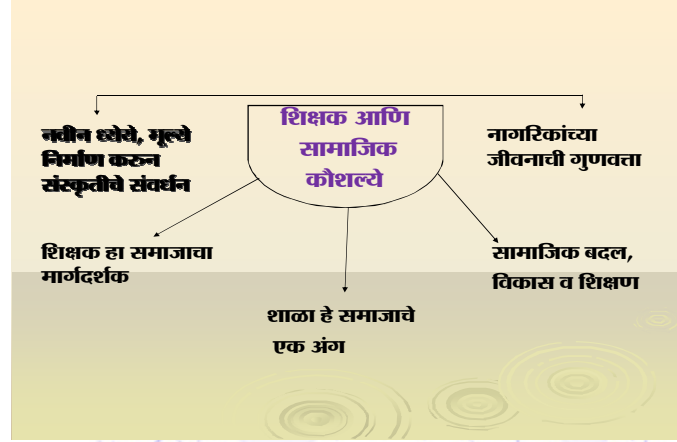 शिक्षक आणि
सामाजिक
कौशल्ये
नवीन ध्येये, मूल्ये
निर्माण करुन
संस्कृतीचे संवर्धन
नागरिकांच्या
जीवनाची गुणवत्ता
शिक्षक हा समाजाचा
मार्गदर्शक
सामाजिक बदल,
विकास व शिक्षण
शाळा हे समाजाचे
एक अंग